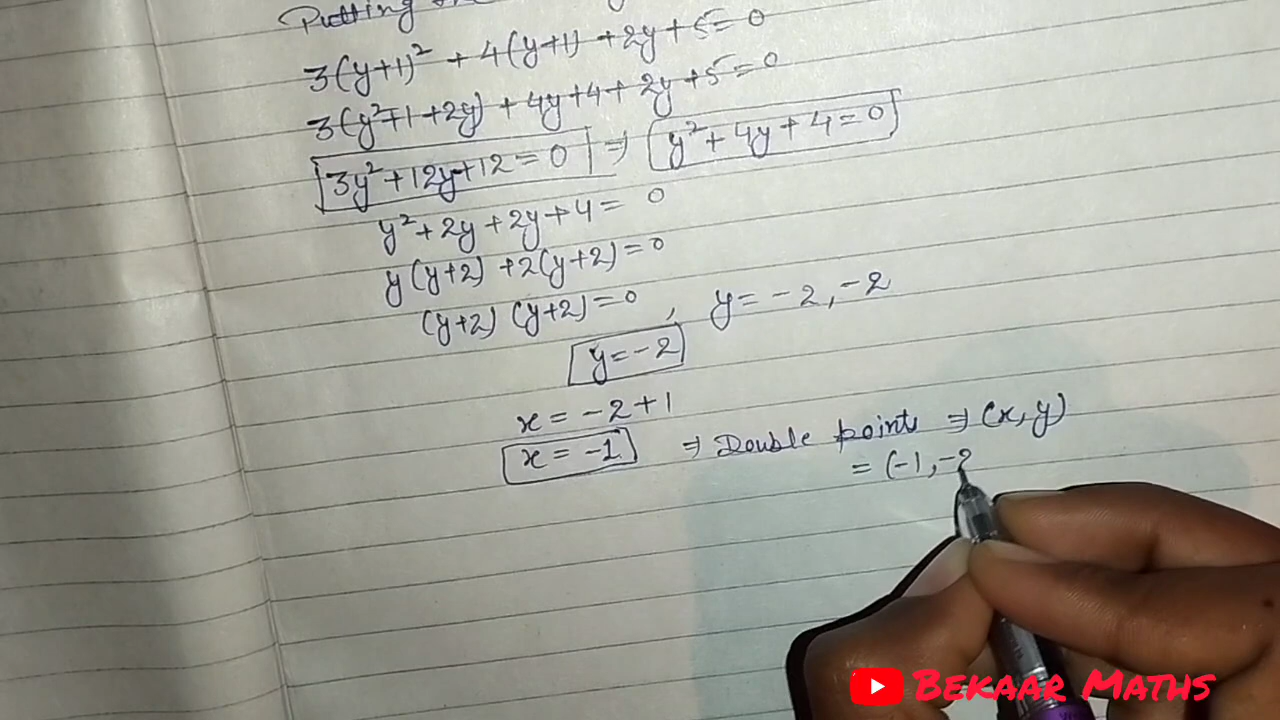 Putting
3(y+1)² + 4(y+1) + 2y + 5 = 0
3(y²+1+2y) + 4y+4+ 2y+5 = 0
3y²+12y+12 = 0 ⇒ y²+ 4y + 4 = 0
y²+ 2y + 2y + 4 = 0
y(y+2) +2(y+2) = 0
(y+2) (y+2) = 0, y = -2, -2
y = -2
x = -2+1
x = -1 ⇒ Double points ⇒ (x, y)
= (-1, -2
BEKAAR MATHS